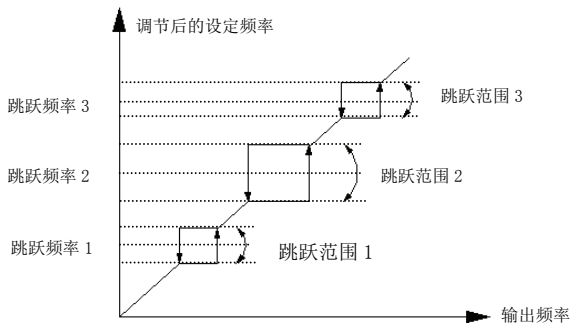 调节后的设定频率
跳跃频率 3
跳跃范围 3
跳跃频率 2
跳跃范围 2
跳跃频率 1
跳跃范围 1
输出频率